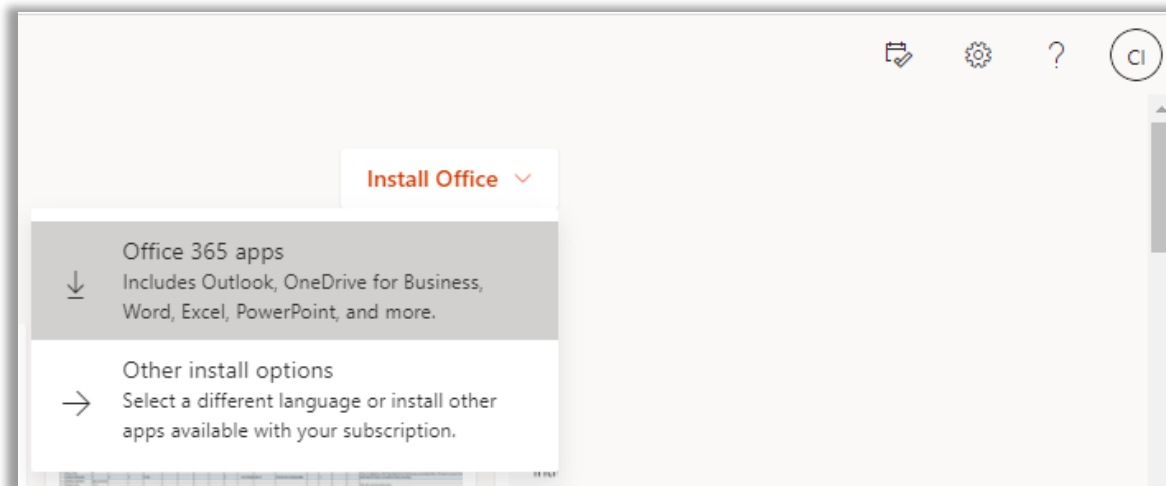 ?
CI
Install Office
Office 365 apps
Includes Outlook, OneDrive for Business,
Word, Excel, PowerPoint, and more.
Other install options
Select a different language or install other
apps available with your subscription.